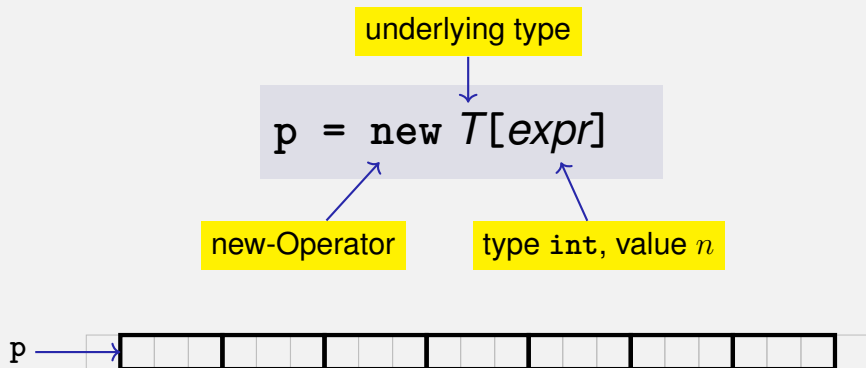 underlying type
p = new T[expr]
new-Operator
type int, value n
p